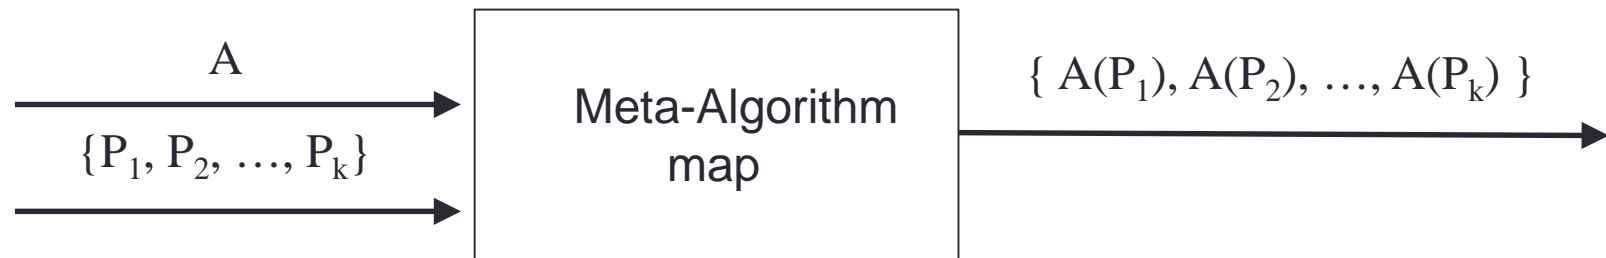 A
{P₁, P₂, …, Pₖ}
Meta-Algorithm
map
{ A(P₁), A(P₂), …, A(Pₖ) }